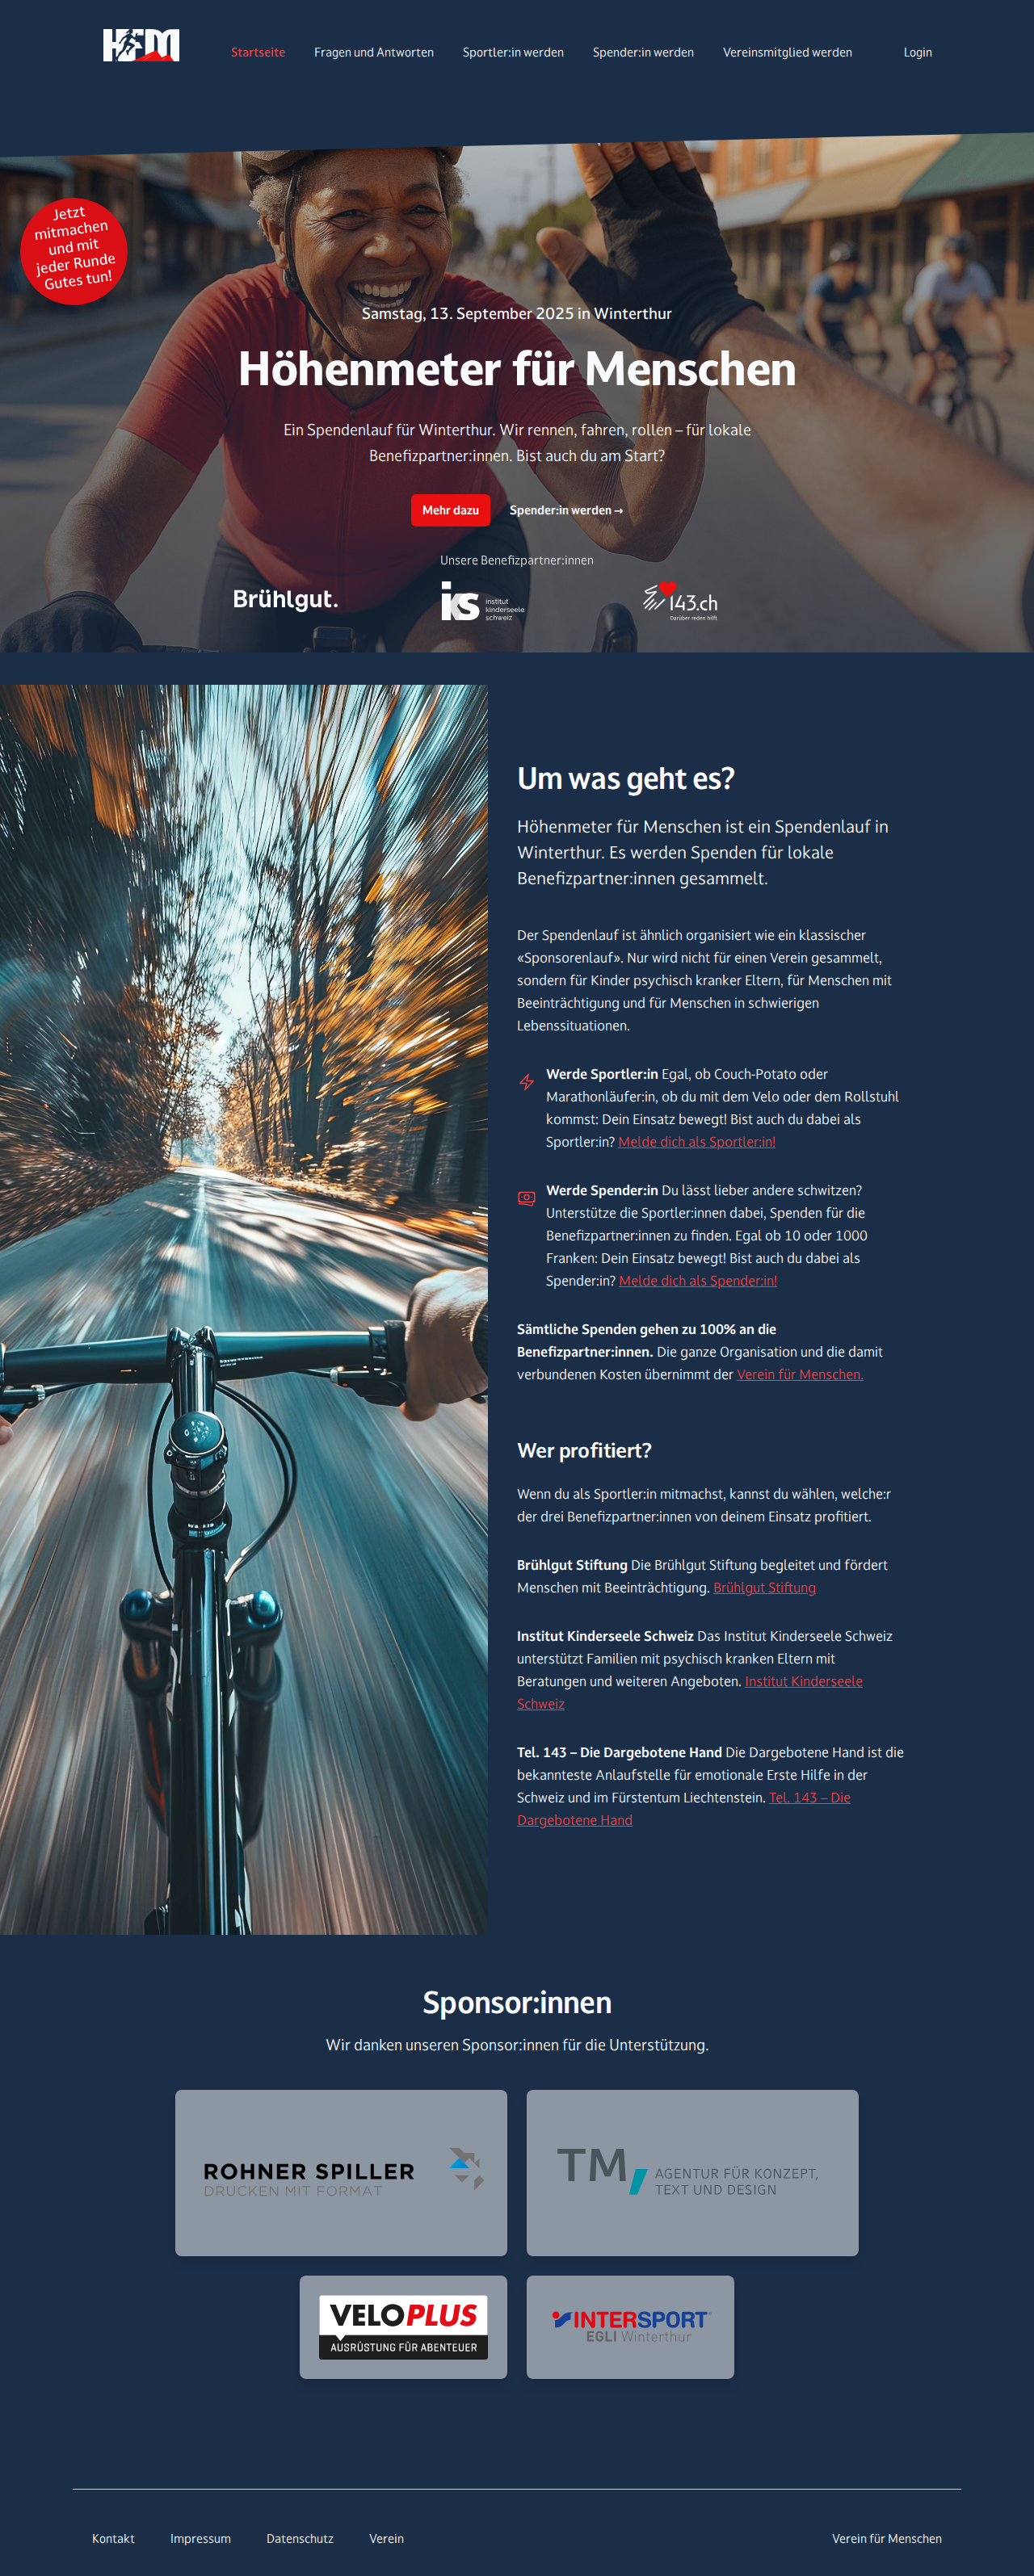 HFM
Startseite
Fragen und Antworten
Sportler:in werden
Spender:in werden
Vereinsmitglied werden
Login
Jetzt
mitmachen
und mit
jeder Runde
Gutes tun!
Samstag, 13. September 2025 in Winterthur
Höhenmeter für Menschen
Ein Spendenlauf für Winterthur. Wir rennen, fahren, rollen – für lokale
Benefizpartner:innen. Bist auch du am Start?
Mehr dazu
Spender:in werden →
Unsere Benefizpartner:innen
Brühlgut.
iks institut
kinderseele
schweiz
143.ch
Darüber reden hilft.
Um was geht es?
Höhenmeter für Menschen ist ein Spendenlauf in
Winterthur. Es werden Spenden für lokale
Benefizpartner:innen gesammelt.
Der Spendenlauf ist ähnlich organisiert wie ein klassischer
«Sponsorenlauf». Nur wird nicht für einen Verein gesammelt,
sondern für Kinder psychisch kranker Eltern, für Menschen mit
Beeinträchtigung und für Menschen in schwierigen
Lebenssituationen.
Werde Sportler:in Egal, ob Couch-Potato oder
Marathonläufer:in, ob du mit dem Velo oder dem Rollstuhl
kommst: Dein Einsatz bewegt! Bist auch du dabei als
Sportler:in? Melde dich als Sportler:in!
Werde Spender:in Du lässt lieber andere schwitzen?
Unterstütze die Sportler:innen dabei, Spenden für die
Benefizpartner:innen zu finden. Egal ob 10 oder 1000
Franken: Dein Einsatz bewegt! Bist auch du dabei als
Spender:in? Melde dich als Spender:in!
Sämtliche Spenden gehen zu 100% an die
Benefizpartner:innen. Die ganze Organisation und die damit
verbundenen Kosten übernimmt der Verein für Menschen.
Wer profitiert?
Wenn du als Sportler:in mitmachst, kannst du wählen, welche:r
der drei Benefizpartner:innen von deinem Einsatz profitiert.
Brühlgut Stiftung Die Brühlgut Stiftung begleitet und fördert
Menschen mit Beeinträchtigung. Brühlgut Stiftung
Institut Kinderseele Schweiz Das Institut Kinderseele Schweiz
unterstützt Familien mit psychisch kranken Eltern mit
Beratungen und weiteren Angeboten. Institut Kinderseele
Schweiz
Tel. 143 – Die Dargebotene Hand Die Dargebotene Hand ist die
bekannteste Anlaufstelle für emotionale Erste Hilfe in der
Schweiz und im Fürstentum Liechtenstein. Tel. 143 – Die
Dargebotene Hand
Sponsor:innen
Wir danken unseren Sponsor:innen für die Unterstützung.
ROHNER SPILLER
DRUCKEN MIT FORMAT
TM
AGENTUR FÜR KONZEPT,
TEXT UND DESIGN
VELOPLUS
AUSRÜSTUNG FÜR ABENTEUER
INTERSPORT
EGLI Winterthur
Kontakt
Impressum
Datenschutz
Verein
Verein für Menschen